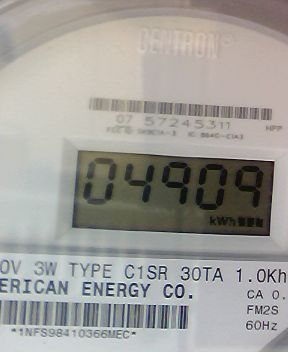 CENTRON®
07 57245311
HPP
04909
kWh
0V 3W TYPE C1SR 30TA 1.0Kh
ERICAN ENERGY CO.
CA 0.
FM2S
60Hz
*1NFS98410366MEC*